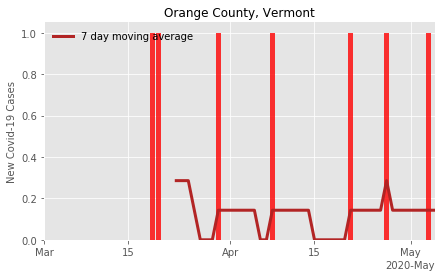 Orange County, Vermont
7 day moving average
New Covid-19 Cases
1.0
0.8
0.6
0.4
0.2
0.0
Mar 15 Apr 15 May
2020-May